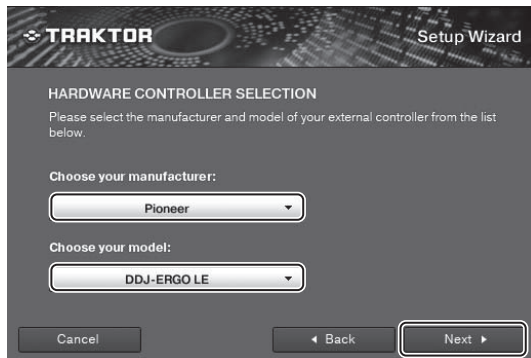 TRAKTOR
Setup Wizard
HARDWARE CONTROLLER SELECTION
Please select the manufacturer and model of your external controller from the list
below.
Choose your manufacturer:
Pioneer
Choose your model:
DDJ-ERGO LE
Cancel
Back
Next